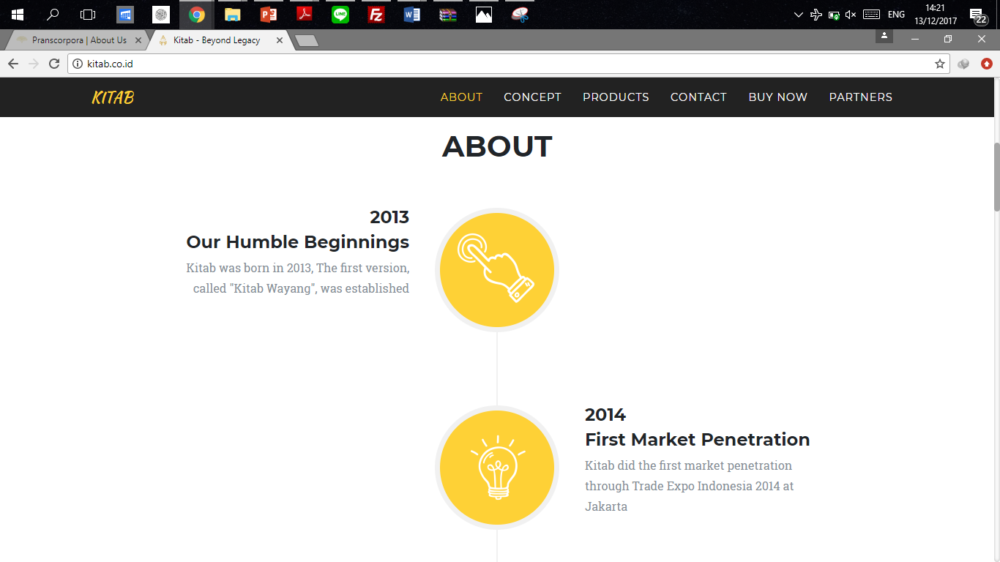 ENG
14:21
13/12/2017
22
Pranscorpora | About Us
Kitab - Beyond Legacy
kitab.co.id
KITAB
ABOUT
CONCEPT
PRODUCTS
CONTACT
BUY NOW
PARTNERS
ABOUT
2013
Our Humble Beginnings
Kitab was born in 2013, The first version,
called "Kitab Wayang", was established
2014
First Market Penetration
Kitab did the first market penetration
through Trade Expo Indonesia 2014 at
Jakarta